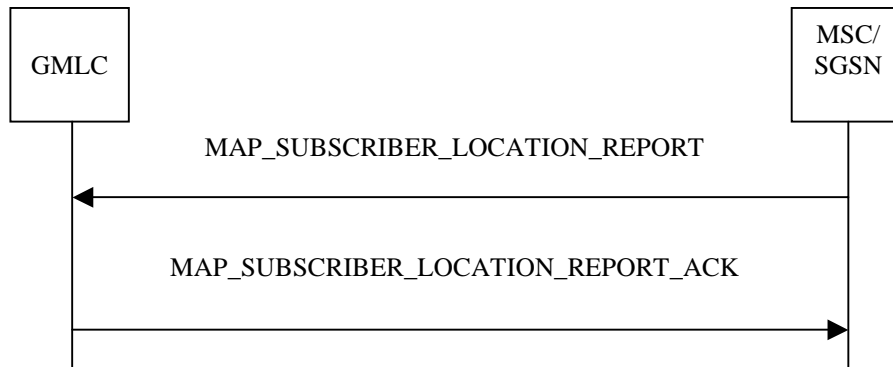 GMLC
MSC/
SGSN
MAP_SUBSCRIBER_LOCATION_REPORT
MAP_SUBSCRIBER_LOCATION_REPORT_ACK